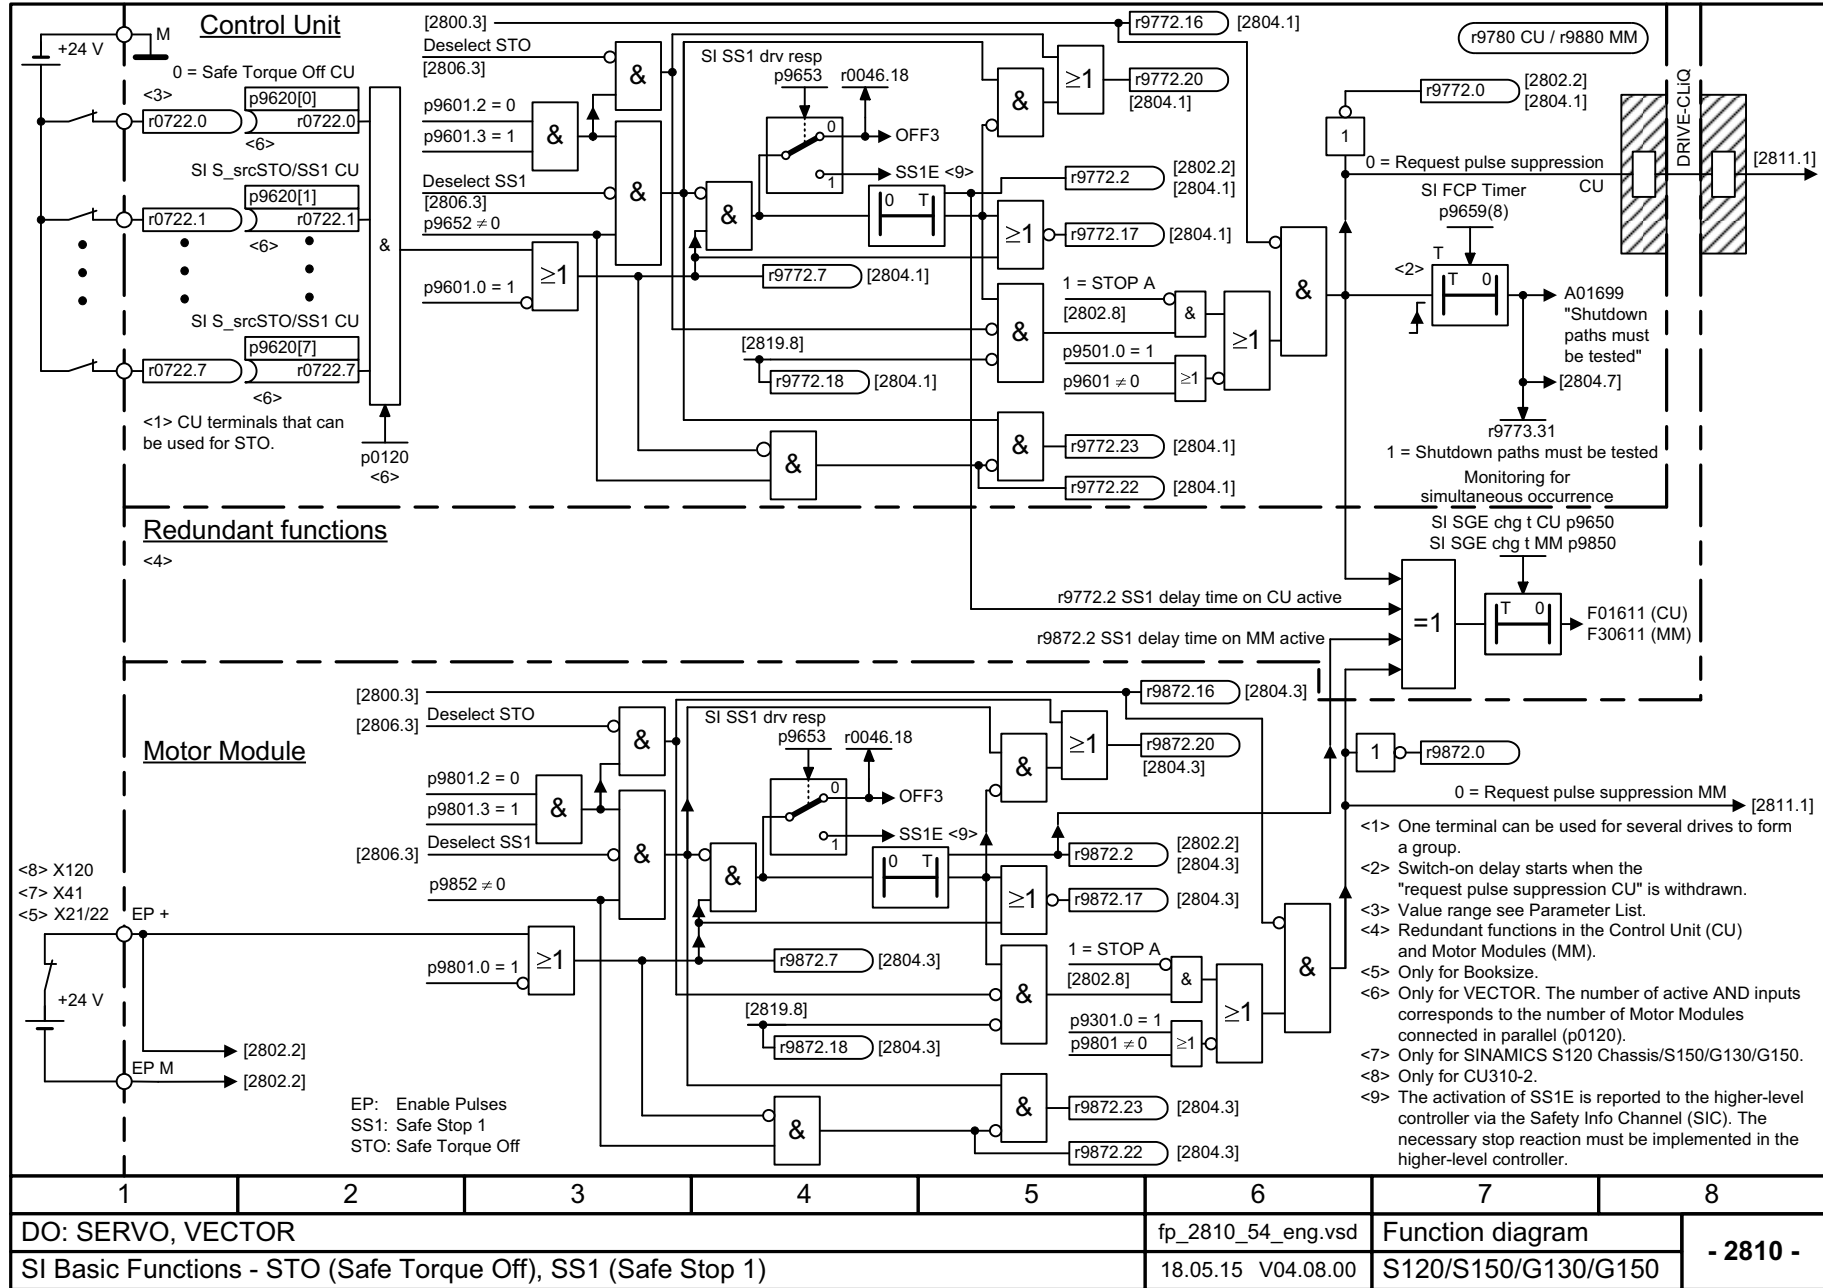 Control Unit
+24 V
M
0 = Safe Torque Off CU
<3>
p9620[0]
r0722.0
r0722.0
<6>
SI S_srcSTO/SS1 CU
p9620[1]
r0722.1
r0722.1
<6>
SI S_srcSTO/SS1 CU
p9620[7]
r0722.7
r0722.7
<6>
<1> CU terminals that can
be used for STO.
&
p0120
<6>
[2800.3]
Deselect STO
[2806.3]
&
p9601.2 = 0
p9601.3 = 1
&
Deselect SS1
[2806.3]
p9652 ≠ 0
&
p9601.0 = 1
≥1
&
SI SS1 drv resp
p9653
r0046.18
0
OFF3
1
SS1E <9>
0 T
r9772.7
[2804.1]
[2819.8]
r9772.18
[2804.1]
&
r9772.16
[2804.1]
&
≥1
r9772.20
[2804.1]
r9772.2
[2802.2]
[2804.1]
≥1
r9772.17
[2804.1]
&
1 = STOP A
[2802.8]
&
p9501.0 = 1
p9601 ≠ 0
≥1
≥1
&
&
r9772.23
[2804.1]
r9772.22
[2804.1]
r9780 CU / r9880 MM
r9772.0
[2802.2]
[2804.1]
1
0 = Request pulse suppression
CU
DRIVE-CLiQ
[2811.1]
SI FCP Timer
p9659(8)
T
<2>
T 0
A01699
"Shutdown
paths must
be tested"
[2804.7]
r9773.31
1 = Shutdown paths must be tested
Monitoring for
simultaneous occurrence
SI SGE chg t CU p9650
SI SGE chg t MM p9850
Redundant functions
<4>
r9772.2 SS1 delay time on CU active
r9872.2 SS1 delay time on MM active
=1
T 0
F01611 (CU)
F30611 (MM)
Motor Module
[2800.3]
[2806.3]
Deselect STO
&
p9801.2 = 0
p9801.3 = 1
&
[2806.3]
Deselect SS1
p9852 ≠ 0
&
p9801.0 = 1
≥1
&
SI SS1 drv resp
p9653
r0046.18
0
OFF3
1
SS1E <9>
0 T
r9872.7
[2804.3]
[2819.8]
r9872.18
[2804.3]
&
r9872.16
[2804.3]
&
≥1
r9872.20
[2804.3]
r9872.2
[2802.2]
[2804.3]
≥1
r9872.17
[2804.3]
&
1 = STOP A
[2802.8]
&
p9301.0 = 1
p9801 ≠ 0
≥1
≥1
&
&
r9872.23
[2804.3]
r9872.22
[2804.3]
1
r9872.0
0 = Request pulse suppression MM
[2811.1]
<8> X120
<7> X41
<5> X21/22
EP +
+24 V
[2802.2]
EP M
[2802.2]
EP: Enable Pulses
SS1: Safe Stop 1
STO: Safe Torque Off
<1> One terminal can be used for several drives to form
a group.
<2> Switch-on delay starts when the
"request pulse suppression CU" is withdrawn.
<3> Value range see Parameter List.
<4> Redundant functions in the Control Unit (CU)
and Motor Modules (MM).
<5> Only for Booksize.
<6> Only for VECTOR. The number of active AND inputs
corresponds to the number of Motor Modules
connected in parallel (p0120).
<7> Only for SINAMICS S120 Chassis/S150/G130/G150.
<8> Only for CU310-2.
<9> The activation of SS1E is reported to the higher-level
controller via the Safety Info Channel (SIC). The
necessary stop reaction must be implemented in the
higher-level controller.
1 2 3 4 5 6 7 8
DO: SERVO, VECTOR
fp_2810_54_eng.vsd
Function diagram
- 2810 -
SI Basic Functions - STO (Safe Torque Off), SS1 (Safe Stop 1)
18.05.15 V04.08.00
S120/S150/G130/G150